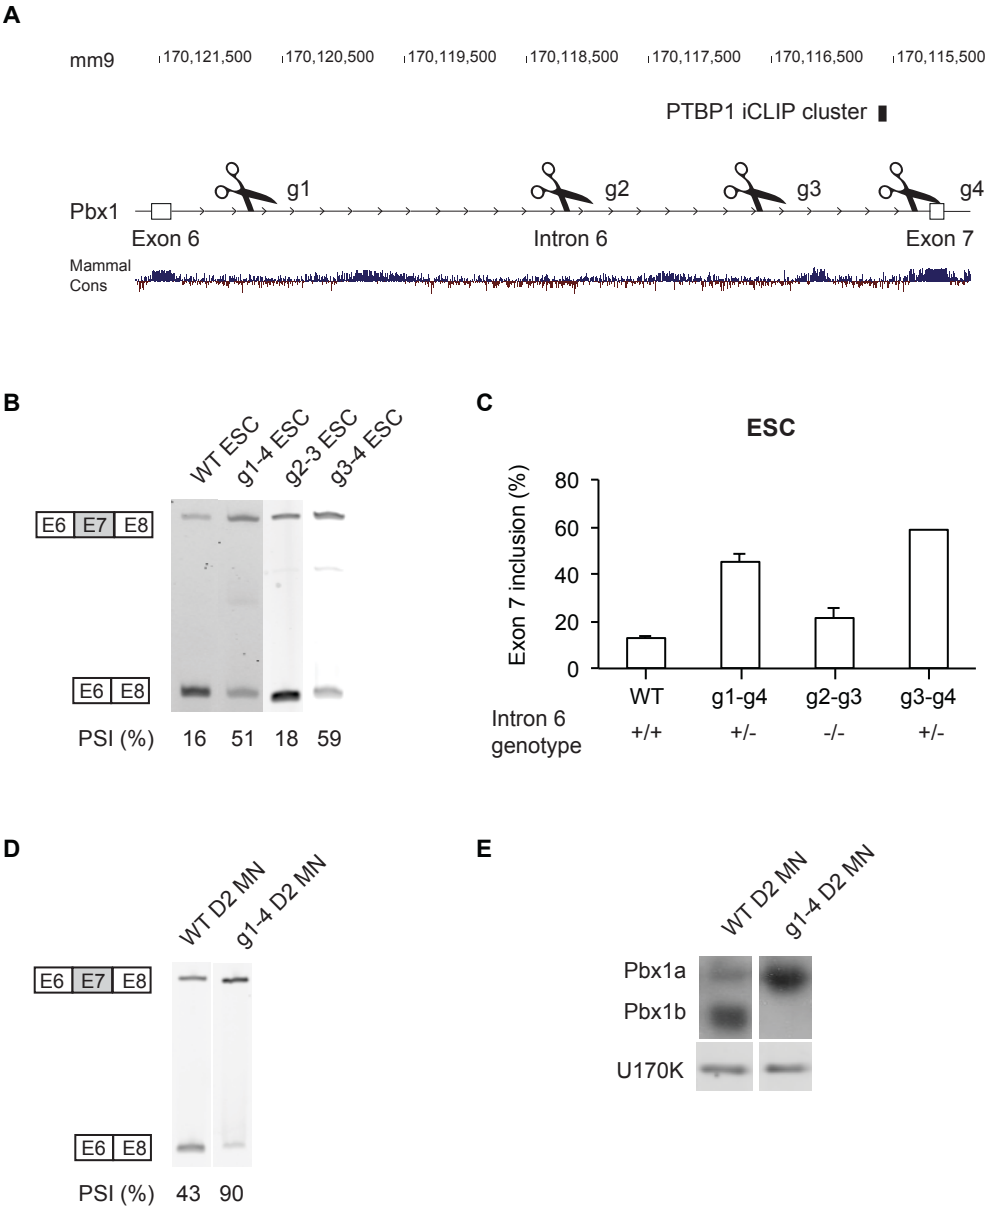 A
mm9 170,121,500 170,120,500 170,119,500 170,118,500 170,117,500 170,116,500 170,115,500
PTBP1 iCLIP cluster
g1 g2 g3 g4
Pbx1
Exon 6 Intron 6 Exon 7
Mammal
Cons
B
WT ESC g1-4 ESC g2-3 ESC g3-4 ESC
E6 E7 E8
E6 E8
PSI (%) 16 51 18 59
C
ESC
Exon 7 inclusion (%)
80
60
40
20
0
WT g1-g4 g2-g3 g3-g4
Intron 6
genotype
+/+ +/- -/- +/-
D
WT D2 MN g1-4 D2 MN
E6 E7 E8
E6 E8
PSI (%) 43 90
E
WT D2 MN g1-4 D2 MN
Pbx1a
Pbx1b
U170K